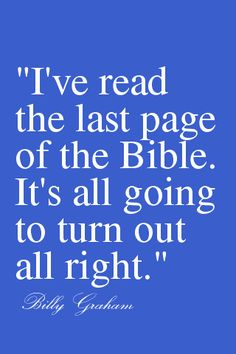 "I've read
the last page
of the Bible.
It's all going
to turn out
all right."
Billy Graham